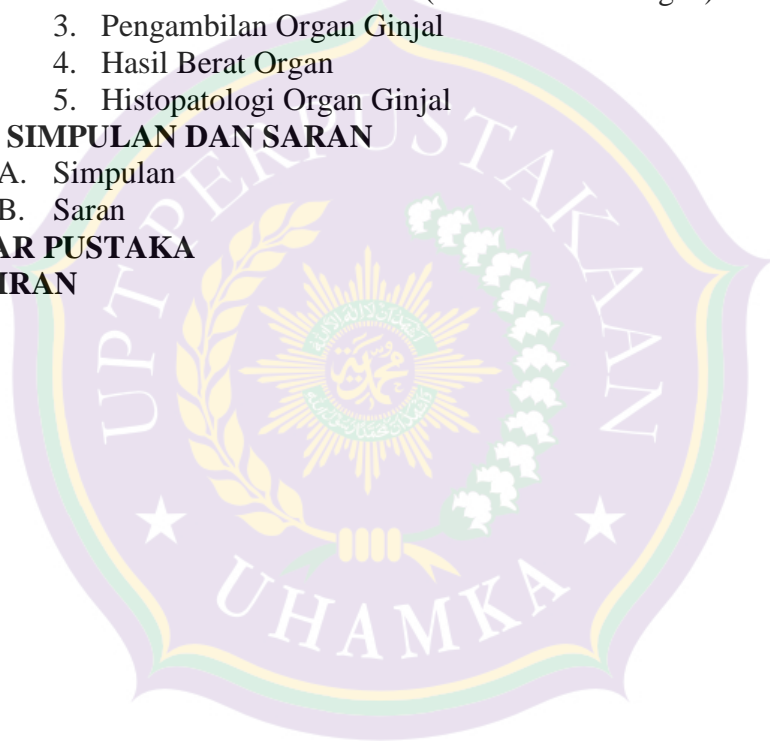 3. Pengambilan Organ Ginjal
4. Hasil Berat Organ
5. Histopatologi Organ Ginjal
SIMPULAN DAN SARAN
A. Simpulan
B. Saran
AR PUSTAKA
IRAN
UPT PERPUSTAKAAN
UHAMKA